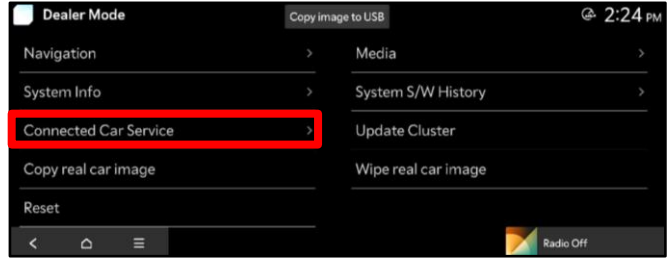 Dealer Mode
Copy image to USB
2:24 PM
Navigation >
Media >
System Info >
System S/W History >
Connected Car Service >
Update Cluster
Copy real car image
Wipe real car image
Reset
Radio Off